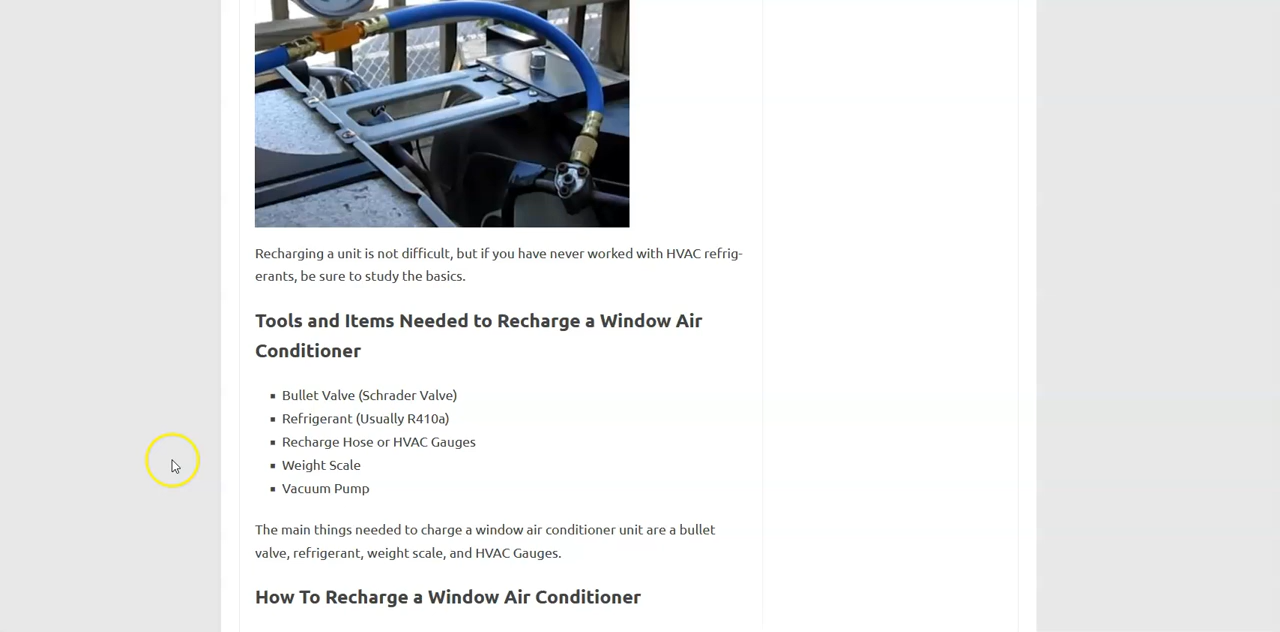 Recharging a unit is not difficult, but if you have never worked with HVAC refrig-
erants, be sure to study the basics.
Tools and Items Needed to Recharge a Window Air
Conditioner
▪ Bullet Valve (Schrader Valve)
▪ Refrigerant (Usually R410a)
▪ Recharge Hose or HVAC Gauges
▪ Weight Scale
▪ Vacuum Pump
The main things needed to charge a window air conditioner unit are a bullet
valve, refrigerant, weight scale, and HVAC Gauges.
How To Recharge a Window Air Conditioner